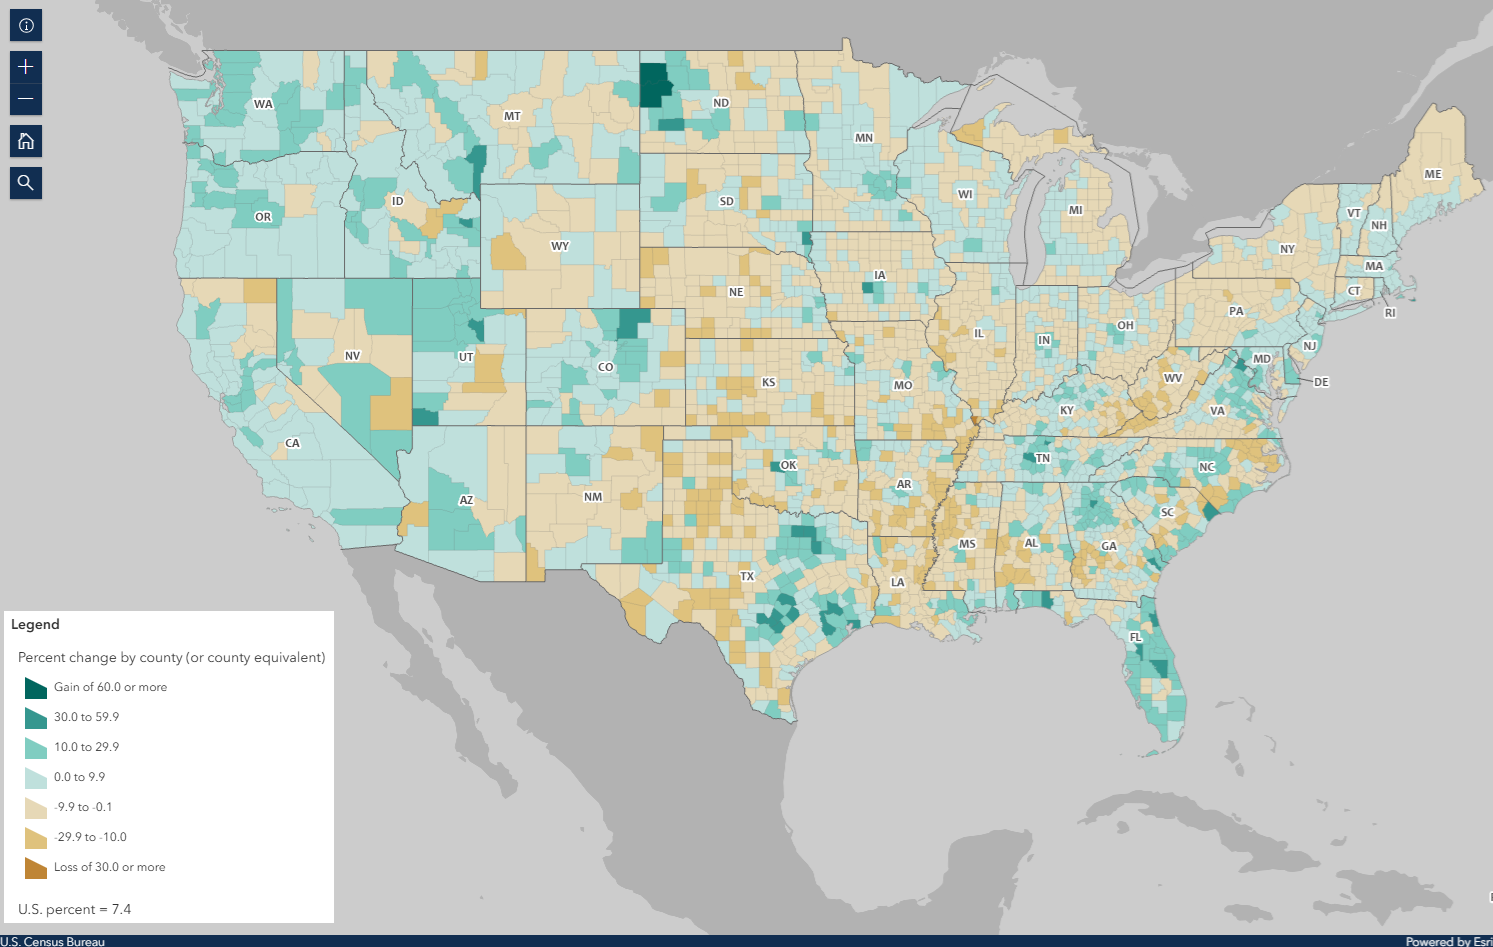 WA
MT
ND
MN
ME
ID
OR
WI
SD
MI
VT
NH
WY
NY
MA
NE
IA
CT
RI
PA
NV
UT
CO
IL
IN
OH
NJ
MD
KS
MO
WV
DE
CA
KY
VA
AZ
NM
OK
AR
TN
NC
SC
TX
LA
MS
AL
GA
FL
Legend
Percent change by county (or county equivalent)
Gain of 60.0 or more
30.0 to 59.9
10.0 to 29.9
0.0 to 9.9
-9.9 to -0.1
-29.9 to -10.0
Loss of 30.0 or more
U.S. percent = 7.4
U.S. Census Bureau
Powered by Esri